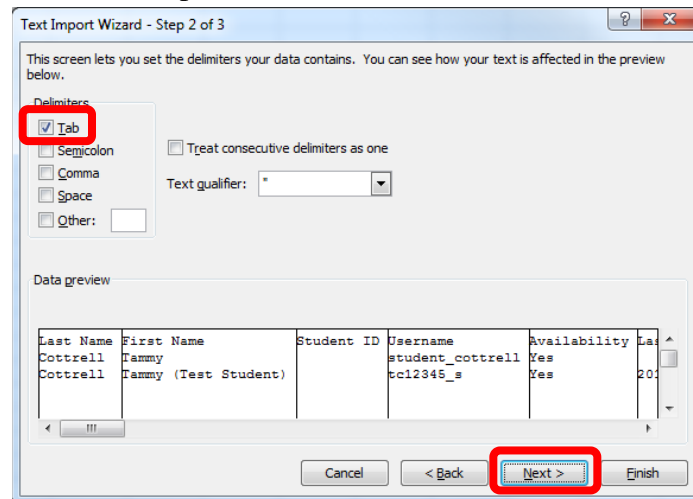 Text Import Wizard - Step 2 of 3
This screen lets you set the delimiters your data contains. You can see how your text is affected in the preview
below.
Delimiters
Tab
Semicolon
Comma
Space
Other:
Treat consecutive delimiters as one
Text qualifier: "
Data preview
Last Name First Name Student ID Username Availability Las
Cottrell Tammy student_cottrell Yes
Cottrell Tammy (Test Student) tc12345_s Yes 201
Cancel < Back Next > Finish